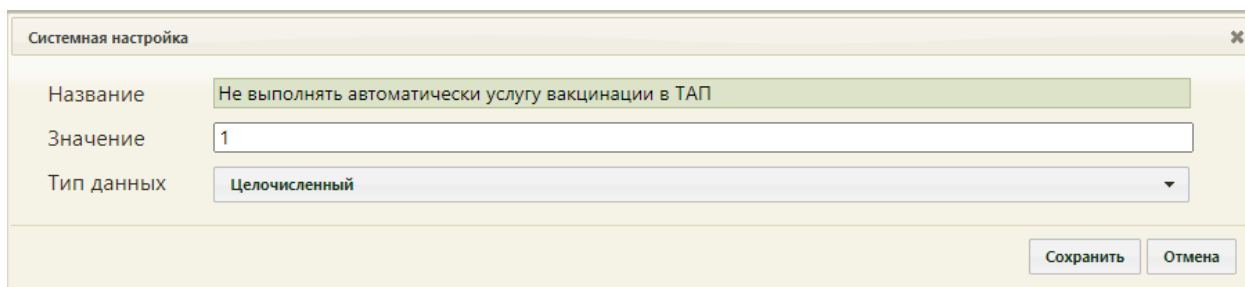 Системная настройка
Название Не выполнять автоматически услугу вакцинации в ТАП
Значение 1
Тип данных Целочисленный
Сохранить Отмена